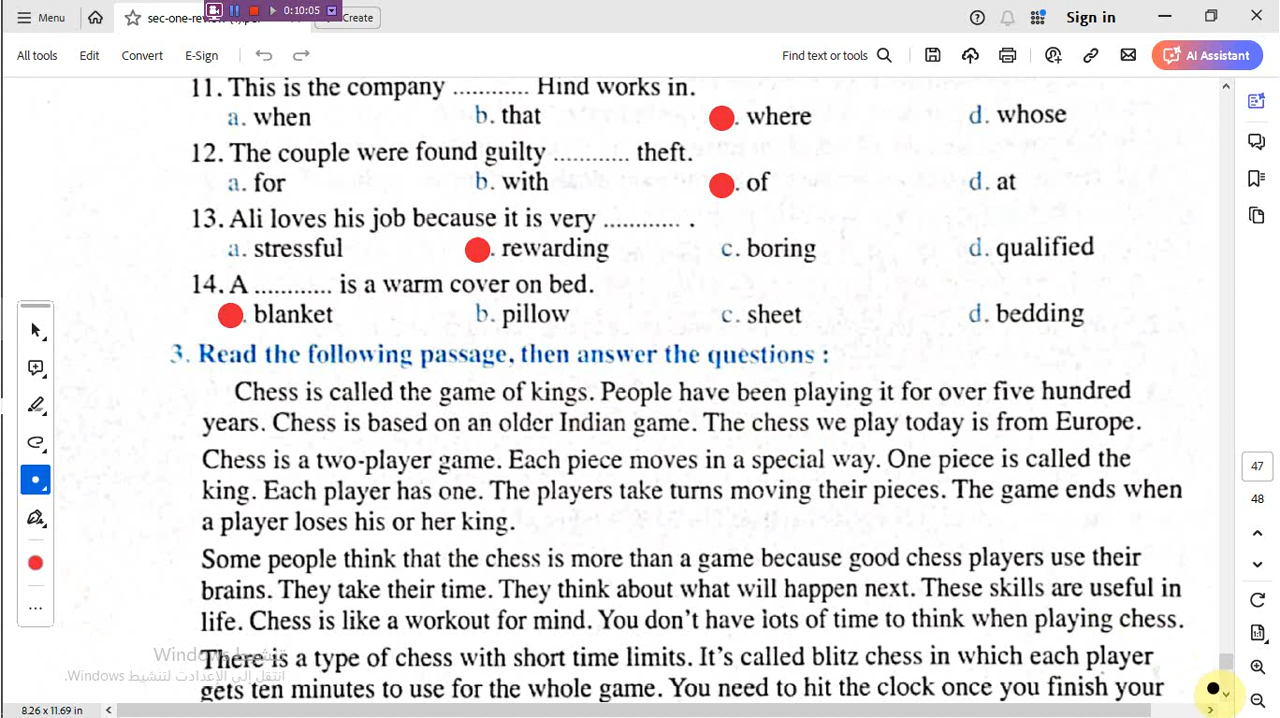 Menu
sec-one-re
0:10:05
Create
Sign in
All tools
Edit
Convert
E-Sign
Find text or tools
AI Assistant
11. This is the company ............ Hind works in.
a. when b. that . where d. whose
12. The couple were found guilty ............ theft.
a. for b. with . of d. at
13. Ali loves his job because it is very ............ .
a. stressful . rewarding c. boring d. qualified
14. A ............ is a warm cover on bed.
. blanket b. pillow c. sheet d. bedding
3. Read the following passage, then answer the questions :
Chess is called the game of kings. People have been playing it for over five hundred
years. Chess is based on an older Indian game. The chess we play today is from Europe.
Chess is a two-player game. Each piece moves in a special way. One piece is called the
king. Each player has one. The players take turns moving their pieces. The game ends when
a player loses his or her king.
Some people think that the chess is more than a game because good chess players use their
brains. They take their time. They think about what will happen next. These skills are useful in
life. Chess is like a workout for mind. You don't have lots of time to think when playing chess.
تنشيط Windows
There is a type of chess with short time limits. It's called blitz chess in which each player
انتقل إلى الإعدادات لتنشيط Windows.
gets ten minutes to use for the whole game. You need to hit the clock once you finish your
47
48
8.26 x 11.69 in